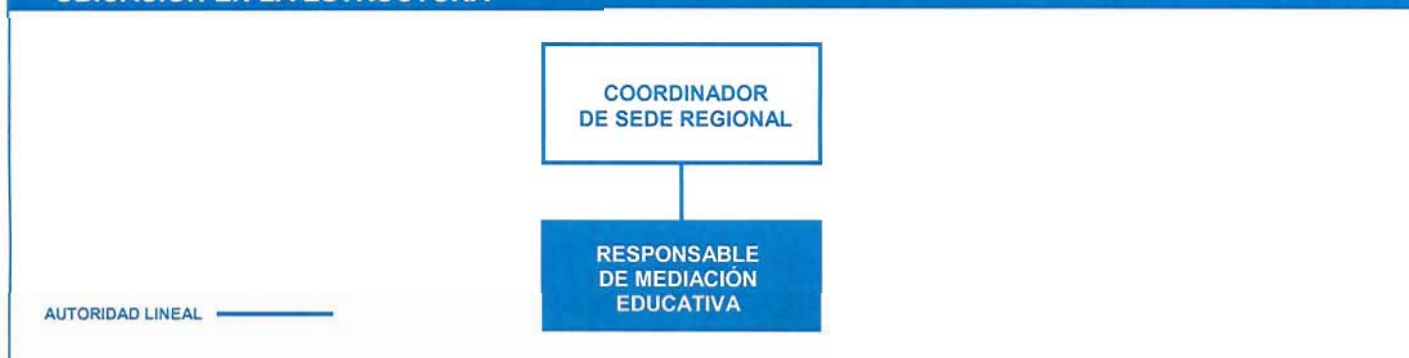 COORDINADOR
DE SEDE REGIONAL
RESPONSABLE
DE MEDIACIÓN
EDUCATIVA
AUTORIDAD LINEAL